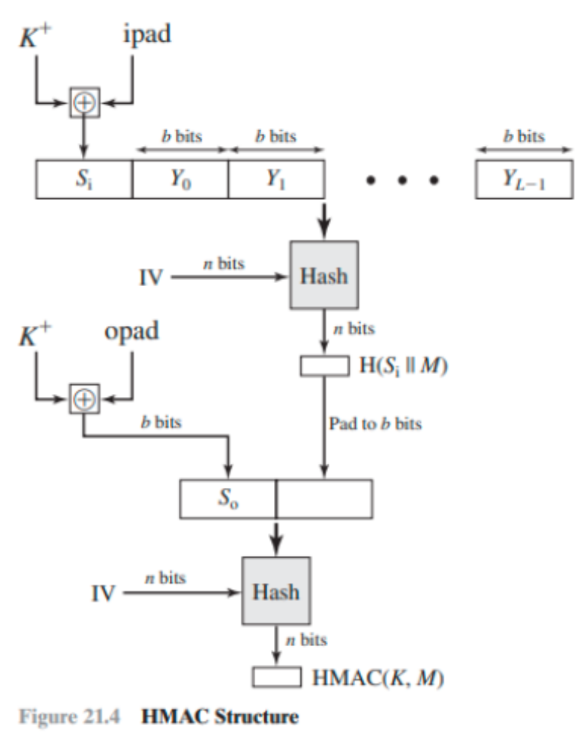 K⁺ ipad
⊕
b bits b bits b bits
Sᵢ Y₀ Y₁ • • • Y_{L−1}
n bits
IV Hash
n bits
K⁺ opad
H(Sᵢ || M)
⊕
b bits Pad to b bits
Sₒ
n bits
IV Hash
n bits
HMAC(K, M)
Figure 21.4 HMAC Structure